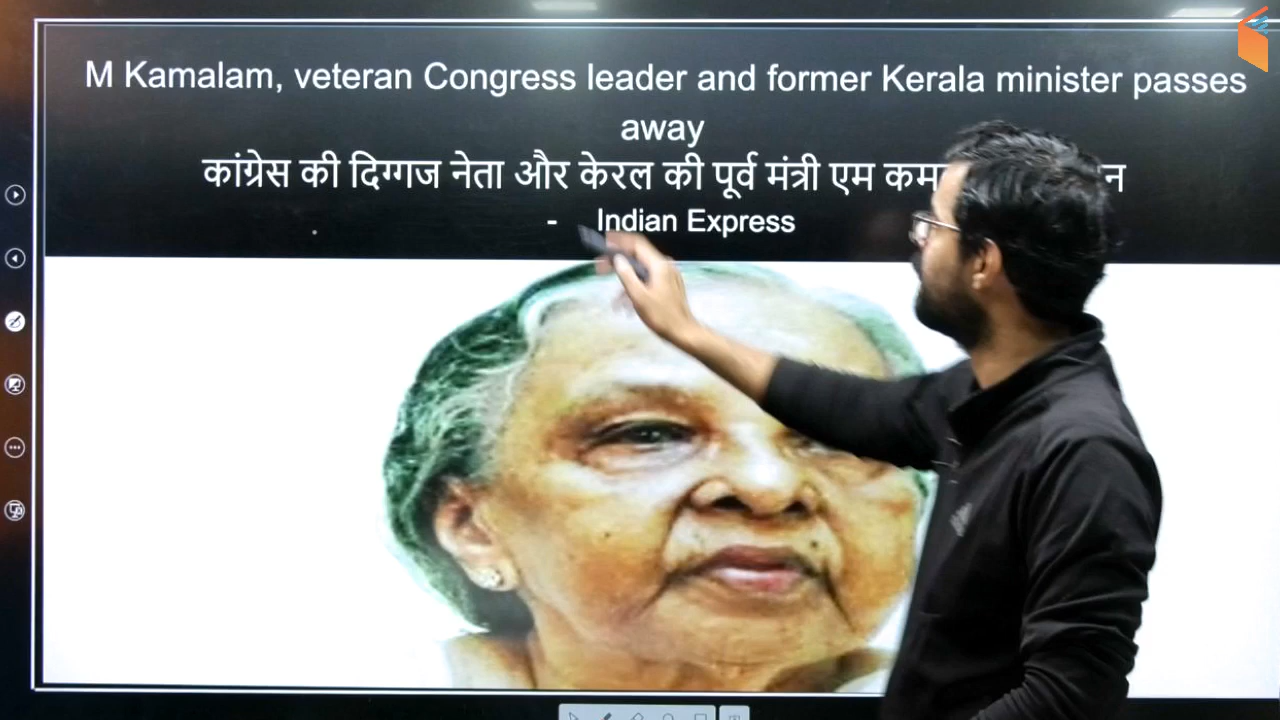 M Kamalam, veteran Congress leader and former Kerala minister passes
away
कांग्रेस की दिग्गज नेता और केरल की पूर्व मंत्री एम
- Indian Express